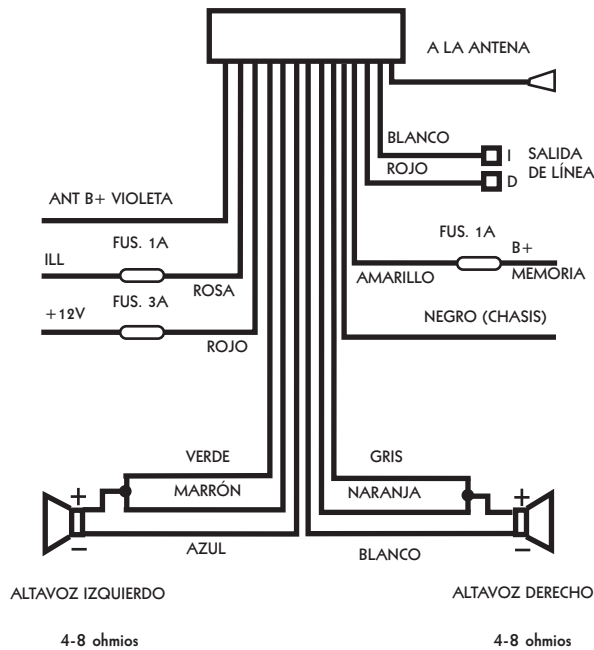 A LA ANTENA
BLANCO
I
SALIDA
DE LÍNEA
ROJO
D
ANT B+ VIOLETA
FUS. 1A
ILL
ROSA
FUS. 3A
+12V
ROJO
FUS. 1A
B+
AMARILLO
MEMORIA
NEGRO (CHASIS)
VERDE
MARRÓN
AZUL
GRIS
NARANJA
BLANCO
+
–
+
–
ALTAVOZ IZQUIERDO
4-8 ohmios
ALTAVOZ DERECHO
4-8 ohmios